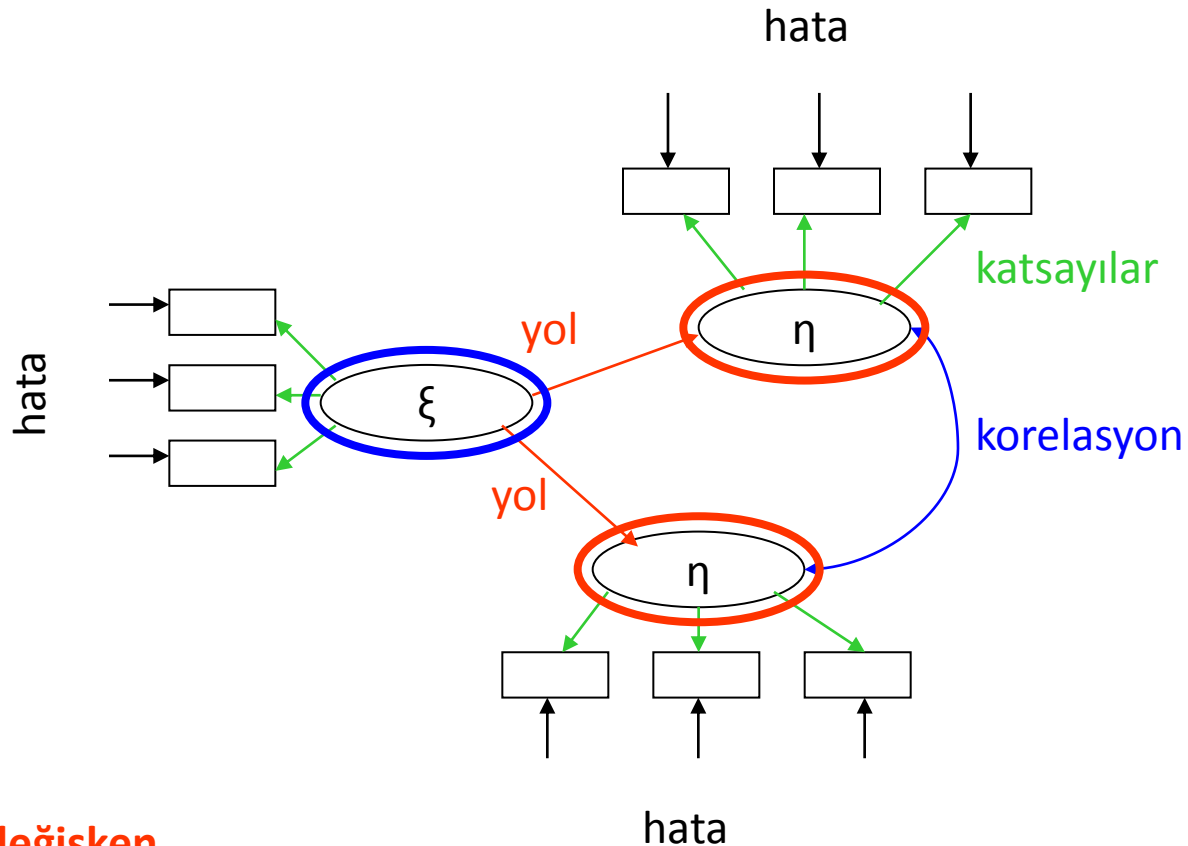 hata
katsayılar
yol
η
hata
ξ
korelasyon
yol
η
hata